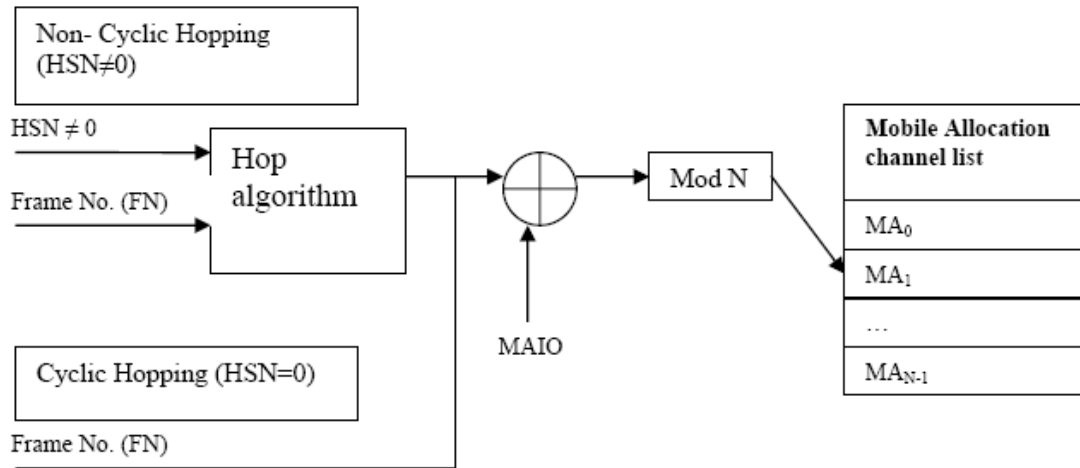 Non- Cyclic Hopping
(HSN≠0)
HSN ≠ 0
Frame No. (FN)
Hop
algorithm
MAIO
Mod N
Mobile Allocation
channel list
MA₀
MA₁
…
MA_N-1
Cyclic Hopping (HSN=0)
Frame No. (FN)